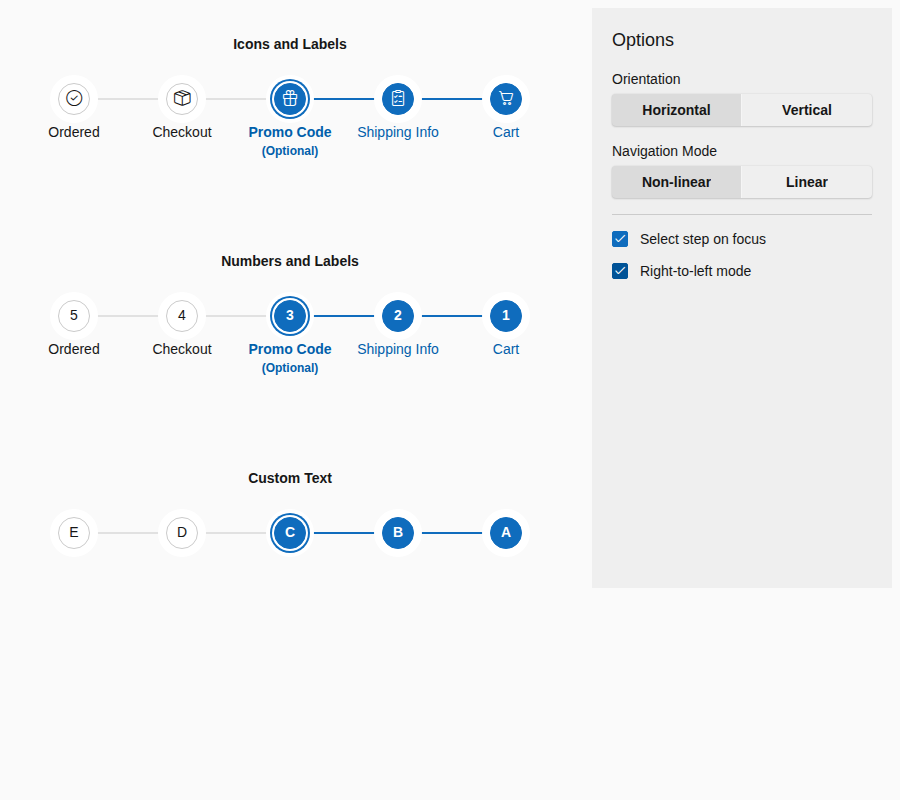 Icons and Labels
Ordered Checkout Promo Code Shipping Info Cart
(Optional)
Numbers and Labels
5 4 3 2 1
Ordered Checkout Promo Code Shipping Info Cart
(Optional)
Custom Text
E D C B A
Options
Orientation
Horizontal Vertical
Navigation Mode
Non-linear Linear
Select step on focus
Right-to-left mode